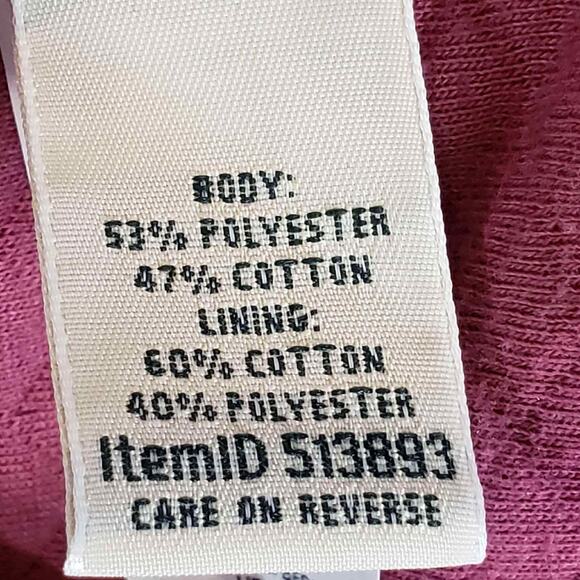 BODY:
53% POLYESTER
47% COTTON
LINING:
60% COTTON
40% POLYESTER
ItemID 513893
CARE ON REVERSE